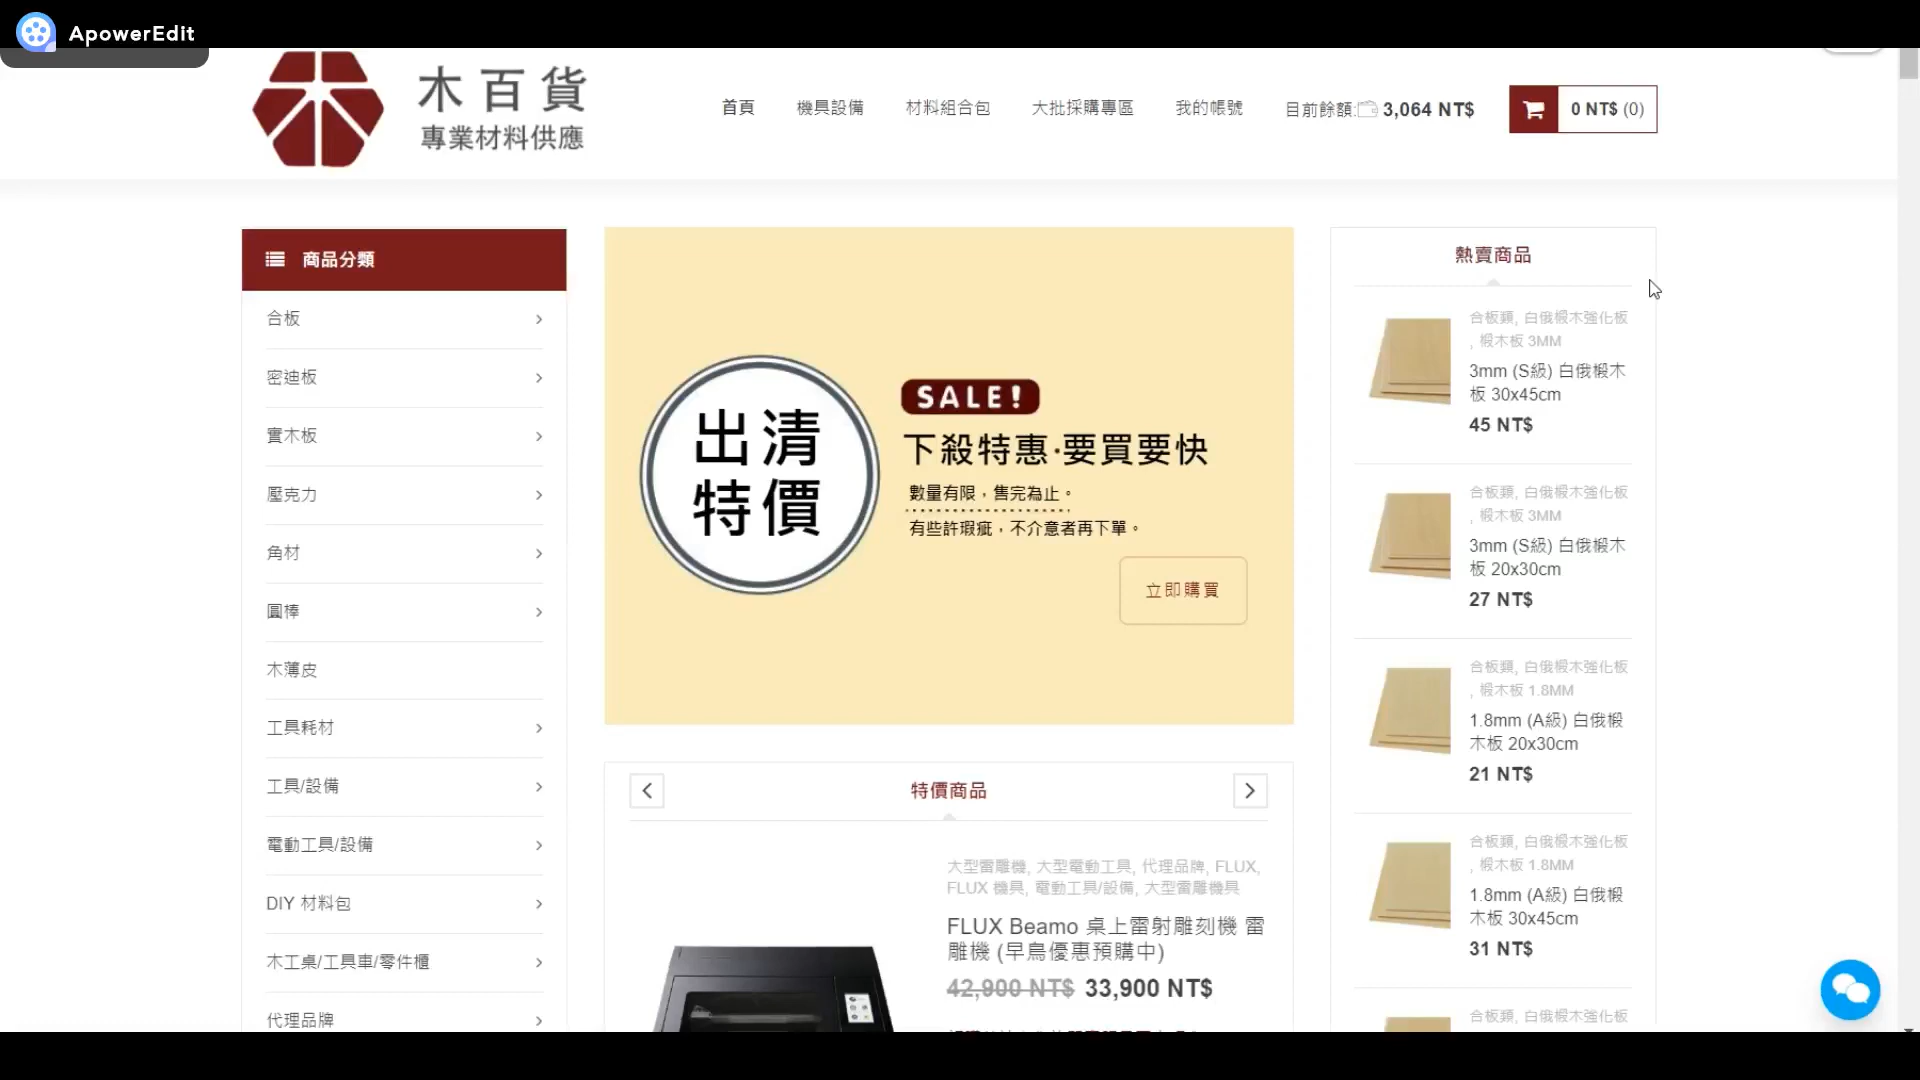 ApowerEdit
木百貨
專業材料供應
首頁
機具設備
材料組合包
大批採購專區
我的帳號
目前餘額: 3,064 NT$
0 NT$ (0)
商品分類
合板
密迪板
實木板
壓克力
角材
圓棒
木薄皮
工具耗材
工具/設備
電動工具/設備
DIY 材料包
木工桌/工具車/零件櫃
代理品牌
出清
特價
SALE!
下殺特惠·要買要快
數量有限，售完為止。
有些許瑕疵，不介意者再下單。
立即購買
特價商品
大型雷雕機, 大型電動工具, 代理品牌, FLUX,
FLUX 機具, 電動工具/設備, 大型雷雕機具
FLUX Beamo 桌上雷射雕刻機 雷
雕機 (早鳥優惠預購中)
42,900 NT$ 33,900 NT$
熱賣商品
合板類, 白俄椴木強化板
, 椴木板 3MM
3mm (S級) 白俄椴木
板 30x45cm
45 NT$
合板類, 白俄椴木強化板
, 椴木板 3MM
3mm (S級) 白俄椴木
板 20x30cm
27 NT$
合板類, 白俄椴木強化板
, 椴木板 1.8MM
1.8mm (A級) 白俄椴
木板 20x30cm
21 NT$
合板類, 白俄椴木強化板
, 椴木板 1.8MM
1.8mm (A級) 白俄椴
木板 30x45cm
31 NT$
合板類, 白俄椴木強化板